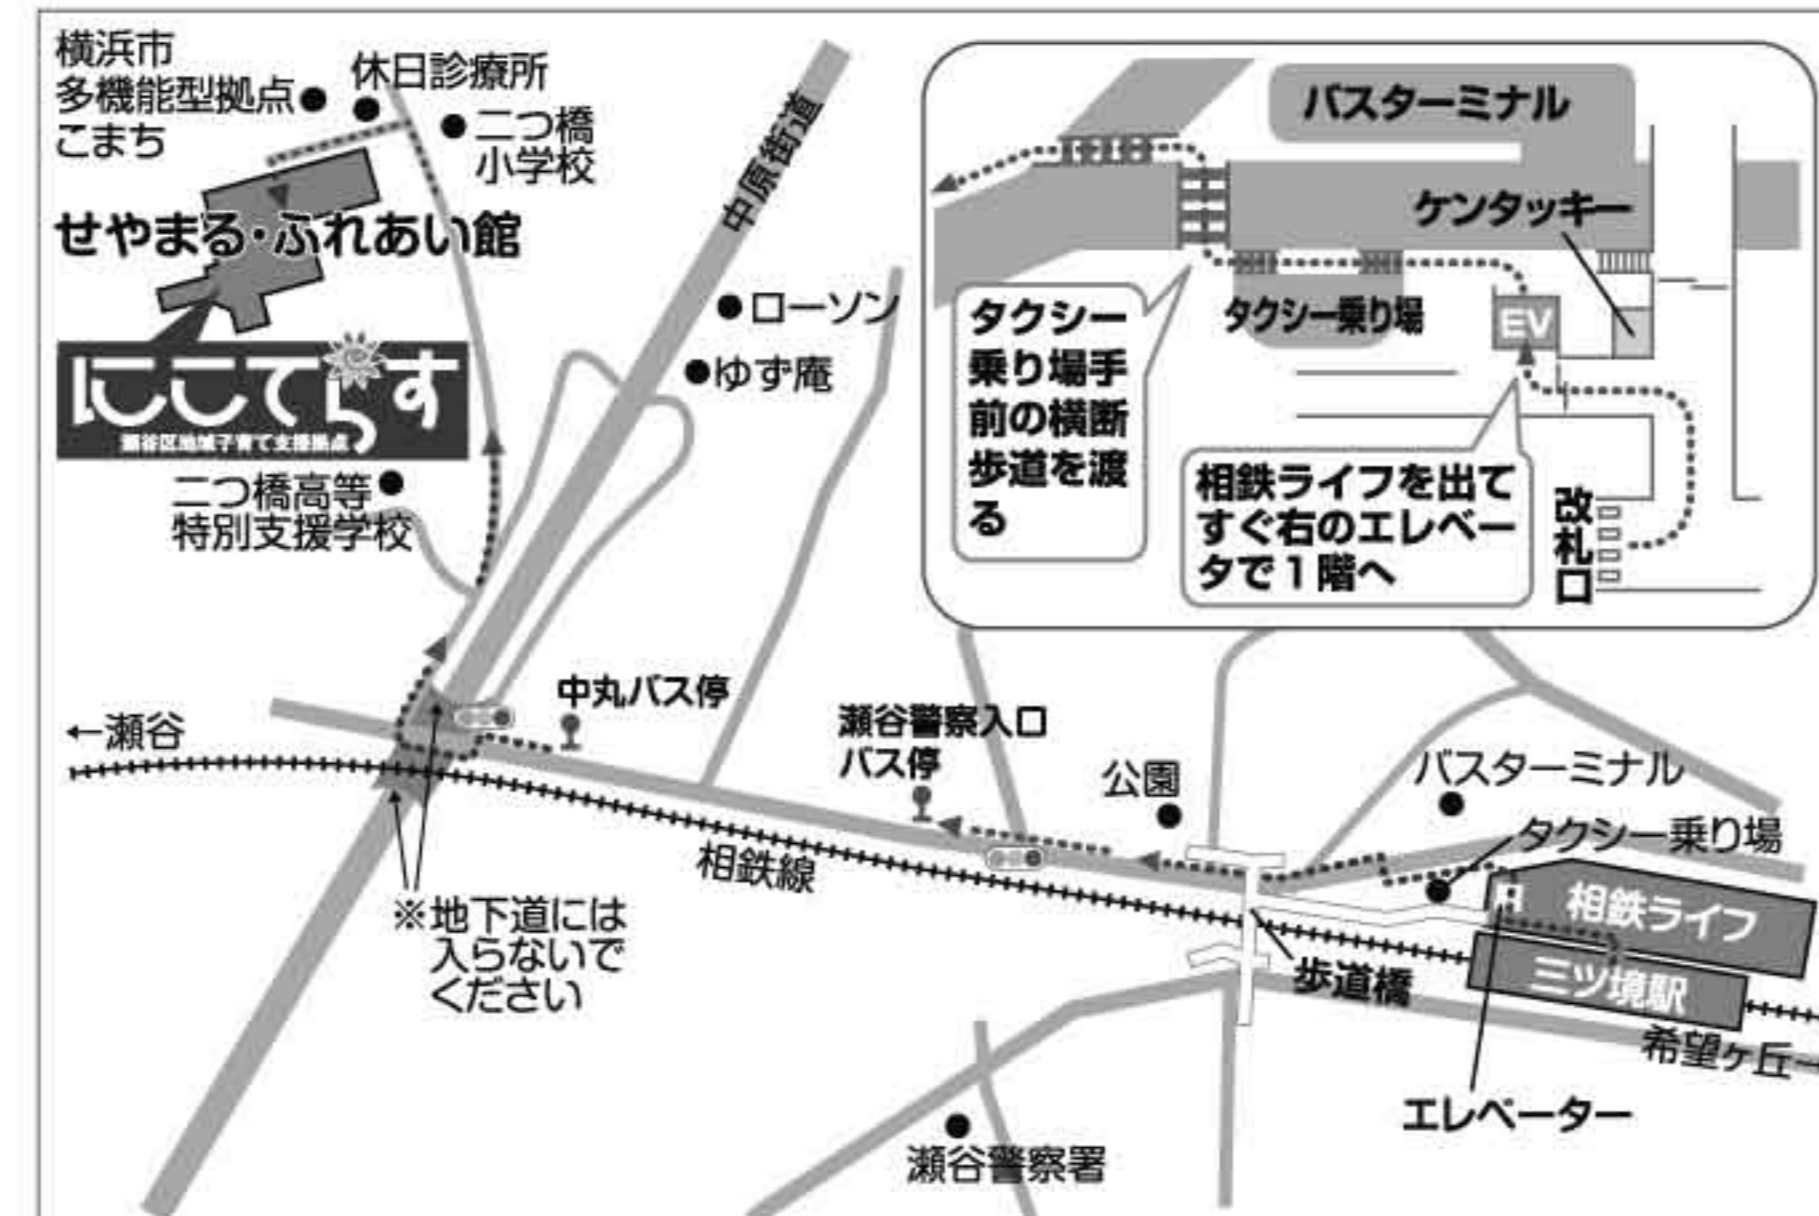 横浜市
多機能型拠点
こまち
休日診療所
二つ橋
小学校
せやまる・ふれあい館
にこてらす
瀬谷区地域子育て支援拠点
二つ橋高等
特別支援学校
中原街道
ローソン
ゆず庵
バスターミナル
ケンタッキー
タクシー乗り場
EV
タクシー
乗り場手
前の横断
歩道を渡
る
相鉄ライフを出て
すぐ右のエレベー
タで1階へ
改札口
←瀬谷
中丸バス停
瀬谷警察入口
バス停
公園
バスターミナル
タクシー乗り場
相鉄線
相鉄ライフ
三ツ境駅
歩道橋
希望ヶ丘→
エレベーター
※地下道には
入らないで
ください
瀬谷警察署